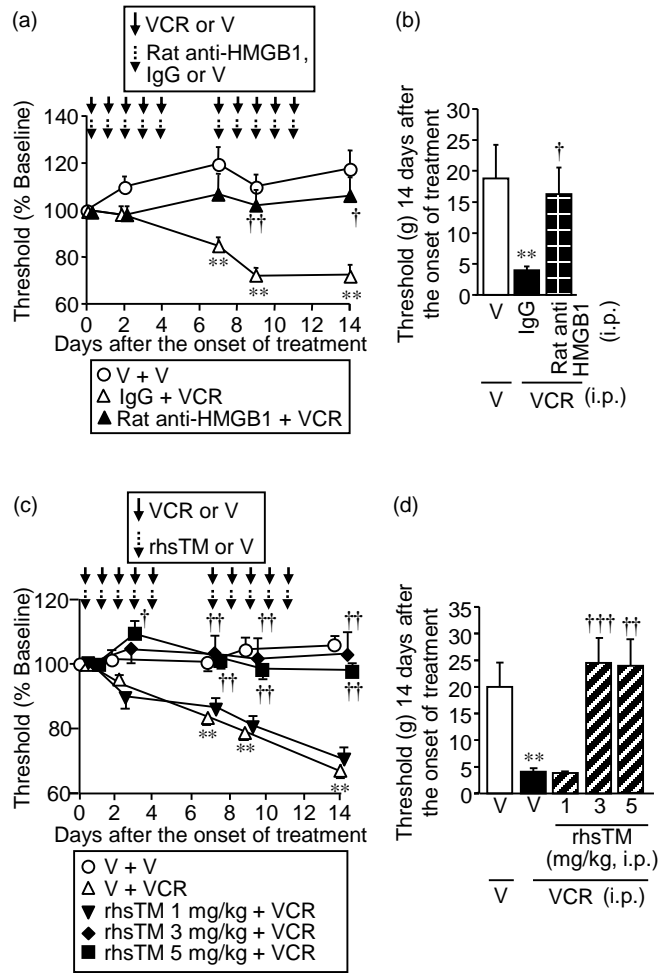 (a)
VCR or V
Rat anti-HMGB1,
IgG or V
Threshold (% Baseline)
140
120
100
80
60
††
†
**
**
**
0 2 4 6 8 10 12 14
Days after the onset of treatment
V + V
IgG + VCR
Rat anti-HMGB1 + VCR
(b)
Threshold (g) 14 days after
the onset of treatment
30
25
20
15
10
5
0
**
†
V
IgG
Rat anti
HMGB1
(i.p.)
V
VCR
(i.p.)
(c)
VCR or V
rhsTM or V
Threshold (% Baseline)
120
100
80
60
†
††
††
††
††
††
††
**
**
**
0 2 4 6 8 10 12 14
Days after the onset of treatment
V + V
V + VCR
rhsTM 1 mg/kg + VCR
rhsTM 3 mg/kg + VCR
rhsTM 5 mg/kg + VCR
(d)
Threshold (g) 14 days after
the onset of treatment
40
35
30
25
20
15
10
5
0
**
†††
††
V V 1 3 5
rhsTM
(mg/kg, i.p.)
V
VCR (i.p.)